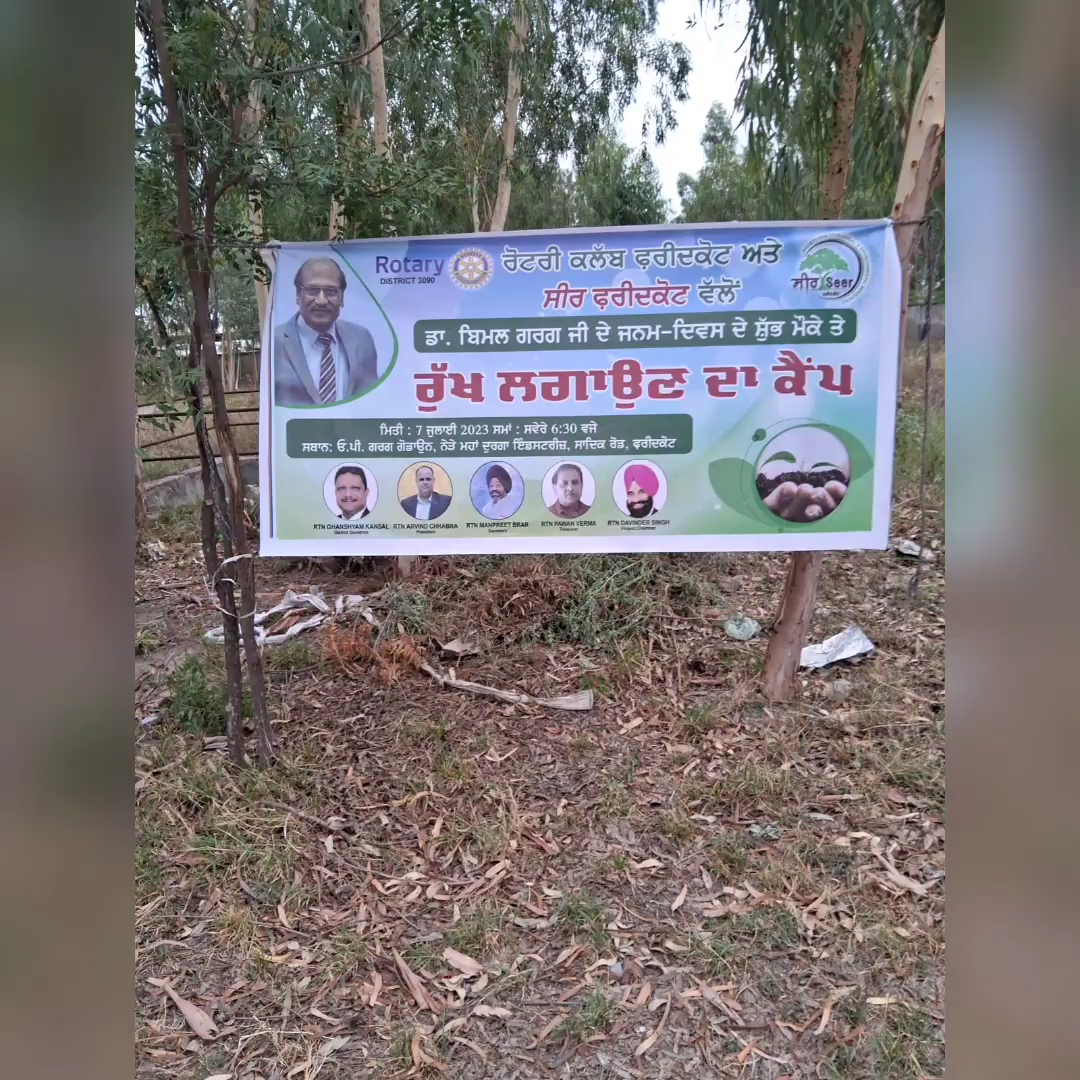 Rotary
DISTRICT 3090
ਰੋਟਰੀ ਕਲੱਬ ਫ਼ਰੀਦਕੋਟ ਅਤੇ
ਸੀਰ ਫ਼ਰੀਦਕੋਟ ਵੱਲੋਂ
ਸੀਰ Seer
ਡਾ. ਬਿਮਲ ਗਰਗ ਜੀ ਦੇ ਜਨਮ-ਦਿਵਸ ਦੇ ਸ਼ੁੱਭ ਮੌਕੇ ਤੇ
ਰੁੱਖ ਲਗਾਉਣ ਦਾ ਕੈਂਪ
ਮਿਤੀ : 7 ਜੁਲਾਈ 2023 ਸਮਾਂ : ਸਵੇਰੇ 6:30 ਵਜੇ
ਸਥਾਨ: ਓ.ਪੀ. ਗਰਗ ਗੋਡਾਊਨ, ਨੇੜੇ ਮਹਾਂ ਦੁਰਗਾ ਇੰਡਸਟਰੀਜ਼, ਸਾਦਿਕ ਰੋਡ, ਫਰੀਦਕੋਟ
RTN GHANSHYAM KANSAL
District Governor
RTN ARVIND CHHABRA
President
RTN MANPREET BRAR
Secretary
RTN PAWAN VERMA
Treasurer
RTN DAVINDER SINGH
Project Chairman